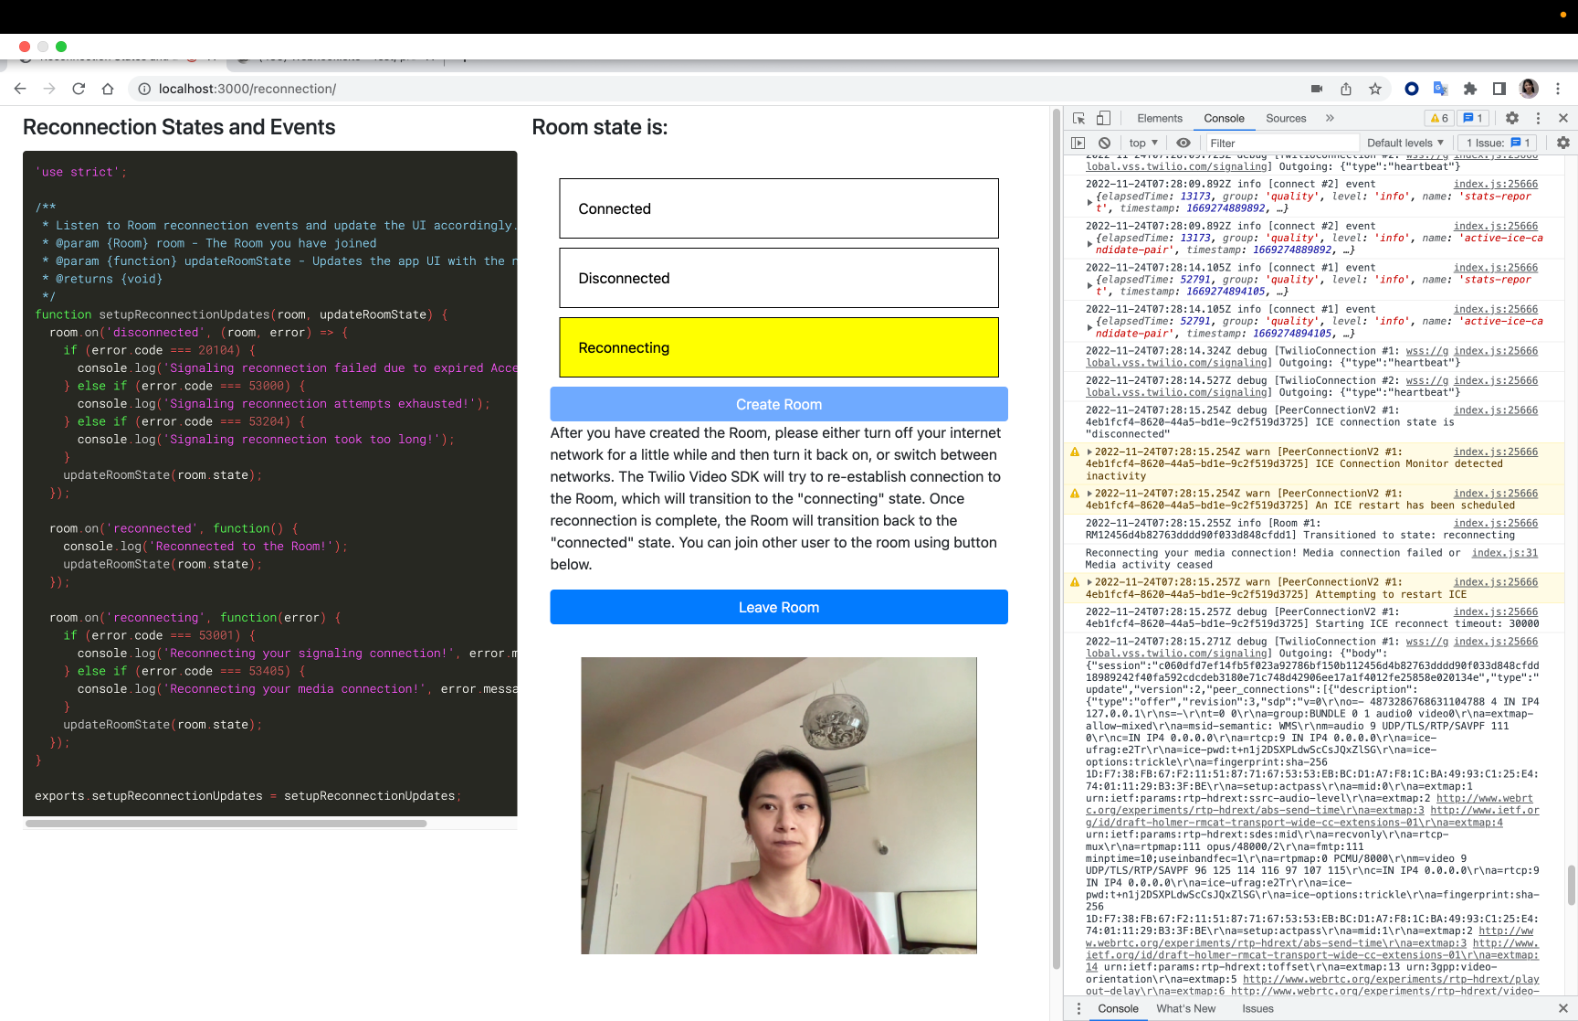 localhost:3000/reconnection/
Reconnection States and Events
'use strict';
/**
* Listen to Room reconnection events and update the UI accordingly.
* @param {Room} room - The Room you have joined
* @param {function} updateRoomState - Updates the app UI with the n
* @returns {void}
*/
function setupReconnectionUpdates(room, updateRoomState) {
room.on('disconnected', (room, error) => {
if (error.code === 20104) {
console.log('Signaling reconnection failed due to expired Acce
} else if (error.code === 53000) {
console.log('Signaling reconnection attempts exhausted!');
} else if (error.code === 53204) {
console.log('Signaling reconnection took too long!');
}
updateRoomState(room.state);
});
room.on('reconnected', function() {
console.log('Reconnected to the Room!');
updateRoomState(room.state);
});
room.on('reconnecting', function(error) {
if (error.code === 53001) {
console.log('Reconnecting your signaling connection!', error.m
} else if (error.code === 53405) {
console.log('Reconnecting your media connection!', error.messa
}
updateRoomState(room.state);
});
}
exports.setupReconnectionUpdates = setupReconnectionUpdates;
Room state is:
Connected
Disconnected
Reconnecting
Create Room
After you have created the Room, please either turn off your internet
network for a little while and then turn it back on, or switch between
networks. The Twilio Video SDK will try to re-establish connection to
the Room, which will transition to the "connecting" state. Once
reconnection is complete, the Room will transition back to the
"connected" state. You can join other user to the room using button
below.
Leave Room
Elements Console Sources » 6 1
top Filter Default levels 1 Issue: 1
lobal.vss.twilio.com/signaling] Outgoing: {"type":"heartbeat"}
2022-11-24T07:28:09.892Z info [connect #2] event index.js:25666
{elapsedTime: 13173, group: 'quality', level: 'info', name: 'stats-repor
t', timestamp: 1669274889892, …}
2022-11-24T07:28:09.892Z info [connect #2] event index.js:25666
{elapsedTime: 13173, group: 'quality', level: 'info', name: 'active-ice-ca
ndidate-pair', timestamp: 1669274889892, …}
2022-11-24T07:28:14.105Z info [connect #1] event index.js:25666
{elapsedTime: 52791, group: 'quality', level: 'info', name: 'stats-repor
t', timestamp: 1669274894105, …}
2022-11-24T07:28:14.105Z info [connect #1] event index.js:25666
{elapsedTime: 52791, group: 'quality', level: 'info', name: 'active-ice-ca
ndidate-pair', timestamp: 1669274894105, …}
2022-11-24T07:28:14.324Z debug [TwilioConnection #1: wss://g index.js:25666
lobal.vss.twilio.com/signaling] Outgoing: {"type":"heartbeat"}
2022-11-24T07:28:14.527Z debug [TwilioConnection #2: wss://g index.js:25666
lobal.vss.twilio.com/signaling] Outgoing: {"type":"heartbeat"}
2022-11-24T07:28:15.254Z debug [PeerConnectionV2 #1: index.js:25666
4eb1fcf4-8620-44a5-bd1e-9c2f519d3725] ICE connection state is
"disconnected"
2022-11-24T07:28:15.254Z warn [PeerConnectionV2 #1: index.js:25666
4eb1fcf4-8620-44a5-bd1e-9c2f519d3725] ICE Connection Monitor detected
inactivity
2022-11-24T07:28:15.254Z warn [PeerConnectionV2 #1: index.js:25666
4eb1fcf4-8620-44a5-bd1e-9c2f519d3725] An ICE restart has been scheduled
2022-11-24T07:28:15.255Z info [Room #1: index.js:25666
RM12456d4b82763dddd90f033d848cfdd1] Transitioned to state: reconnecting
Reconnecting your media connection! Media connection failed or index.js:31
Media activity ceased
2022-11-24T07:28:15.257Z warn [PeerConnectionV2 #1: index.js:25666
4eb1fcf4-8620-44a5-bd1e-9c2f519d3725] Attempting to restart ICE
2022-11-24T07:28:15.257Z debug [PeerConnectionV2 #1: index.js:25666
4eb1fcf4-8620-44a5-bd1e-9c2f519d3725] Starting ICE reconnect timeout: 30000
2022-11-24T07:28:15.271Z debug [TwilioConnection #1: wss://g index.js:25666
lobal.vss.twilio.com/signaling] Outgoing: {"body":
{"session":"c060dfd7ef14fb5f023a92786bf150b112456d4b82763dddd90f033d848cfdd
18989242f40fa592cdcdeb3180e71c748d42906ee17a1f4012fe25858e020134e","type":"
update","version":2,"peer_connections":[{"description":
{"type":"offer","revision":3,"sdp":"v=0\r\no=- 4873286768631104788 4 IN IP4
127.0.0.1\r\ns=-\r\nt=0 0\r\na=group:BUNDLE 0 1 audio0 video0\r\na=extmap-
allow-mixed\r\na=msid-semantic: WMS\r\nm=audio 9 UDP/TLS/RTP/SAVPF 111
0\r\nc=IN IP4 0.0.0.0\r\na=rtcp:9 IN IP4 0.0.0.0\r\na=ice-
ufrag:e2Tr\r\na=ice-pwd:t+n1j2DSXPLdwScCsJQxZlSG\r\na=ice-
options:trickle\r\na=fingerprint:sha-256
1D:F7:38:FB:67:F2:11:51:87:71:67:53:53:EB:BC:D1:A7:F8:1C:BA:49:93:C1:25:E4:
74:01:11:29:B3:3F:BE\r\na=setup:actpass\r\na=mid:0\r\na=extmap:1
urn:ietf:params:rtp-hdrext:ssrc-audio-level\r\na=extmap:2 http://www.webrt
c.org/experiments/rtp-hdrext/abs-send-time\r\na=extmap:3 http://www.ietf.or
g/id/draft-holmer-rmcat-transport-wide-cc-extensions-01\r\na=extmap:4
urn:ietf:params:rtp-hdrext:sdes:mid\r\na=recvonly\r\na=rtcp-
mux\r\na=rtpmap:111 opus/48000/2\r\na=fmtp:111
minptime=10;useinbandfec=1\r\na=rtpmap:0 PCMU/8000\r\nm=video 9
UDP/TLS/RTP/SAVPF 96 125 114 116 97 107 115\r\nc=IN IP4 0.0.0.0\r\na=rtcp:9
IN IP4 0.0.0.0\r\na=ice-ufrag:e2Tr\r\na=ice-
pwd:t+n1j2DSXPLdwScCsJQxZlSG\r\na=ice-options:trickle\r\na=fingerprint:sha-
256
1D:F7:38:FB:67:F2:11:51:87:71:67:53:53:EB:BC:D1:A7:F8:1C:BA:49:93:C1:25:E4:
74:01:11:29:B3:3F:BE\r\na=setup:actpass\r\na=mid:1\r\na=extmap:2 http://ww
w.webrtc.org/experiments/rtp-hdrext/abs-send-time\r\na=extmap:3 http://www.
ietf.org/id/draft-holmer-rmcat-transport-wide-cc-extensions-01\r\na=extmap:
14 urn:ietf:params:rtp-hdrext:toffset\r\na=extmap:13 urn:3gpp:video-
orientation\r\na=extmap:5 http://www.webrtc.org/experiments/rtp-hdrext/play
out-delay\r\na=extmap:6 http://www.webrtc.org/experiments/rtp-hdrext/video-
Console What's New Issues